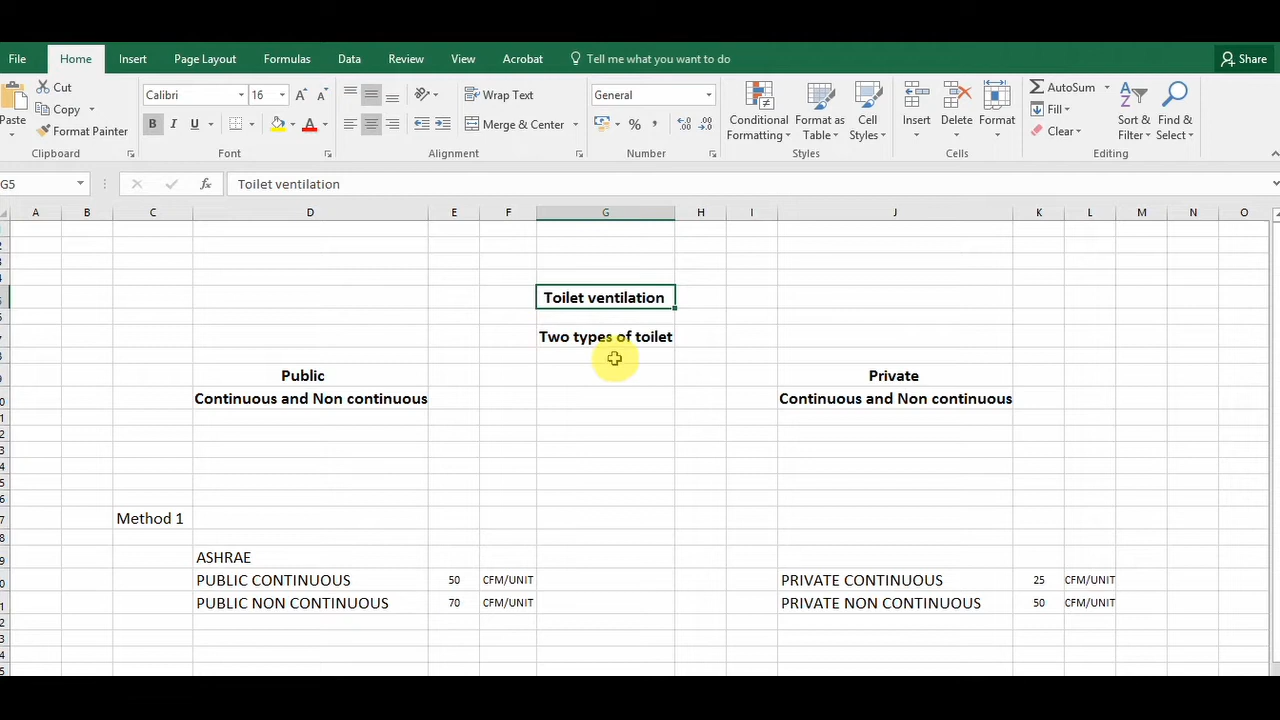 File Home Insert Page Layout Formulas Data Review View Acrobat Tell me what you want to do Share
Cut
Copy
Format Painter
Paste
Clipboard
Calibri 16
B I U
Font
Wrap Text
Merge & Center
Alignment
General
%
Number
Conditional Formatting
Format as Table
Cell Styles
Styles
Insert Delete Format
Cells
AutoSum
Fill
Clear
Sort & Filter
Find & Select
Editing
G5 fx Toilet ventilation
A B C D E F G H I J K L M N O
Toilet ventilation
Two types of toilet
Public Private
Continuous and Non continuous Continuous and Non continuous
Method 1
ASHRAE
PUBLIC CONTINUOUS 50 CFM/UNIT PRIVATE CONTINUOUS 25 CFM/UNIT
PUBLIC NON CONTINUOUS 70 CFM/UNIT PRIVATE NON CONTINUOUS 50 CFM/UNIT